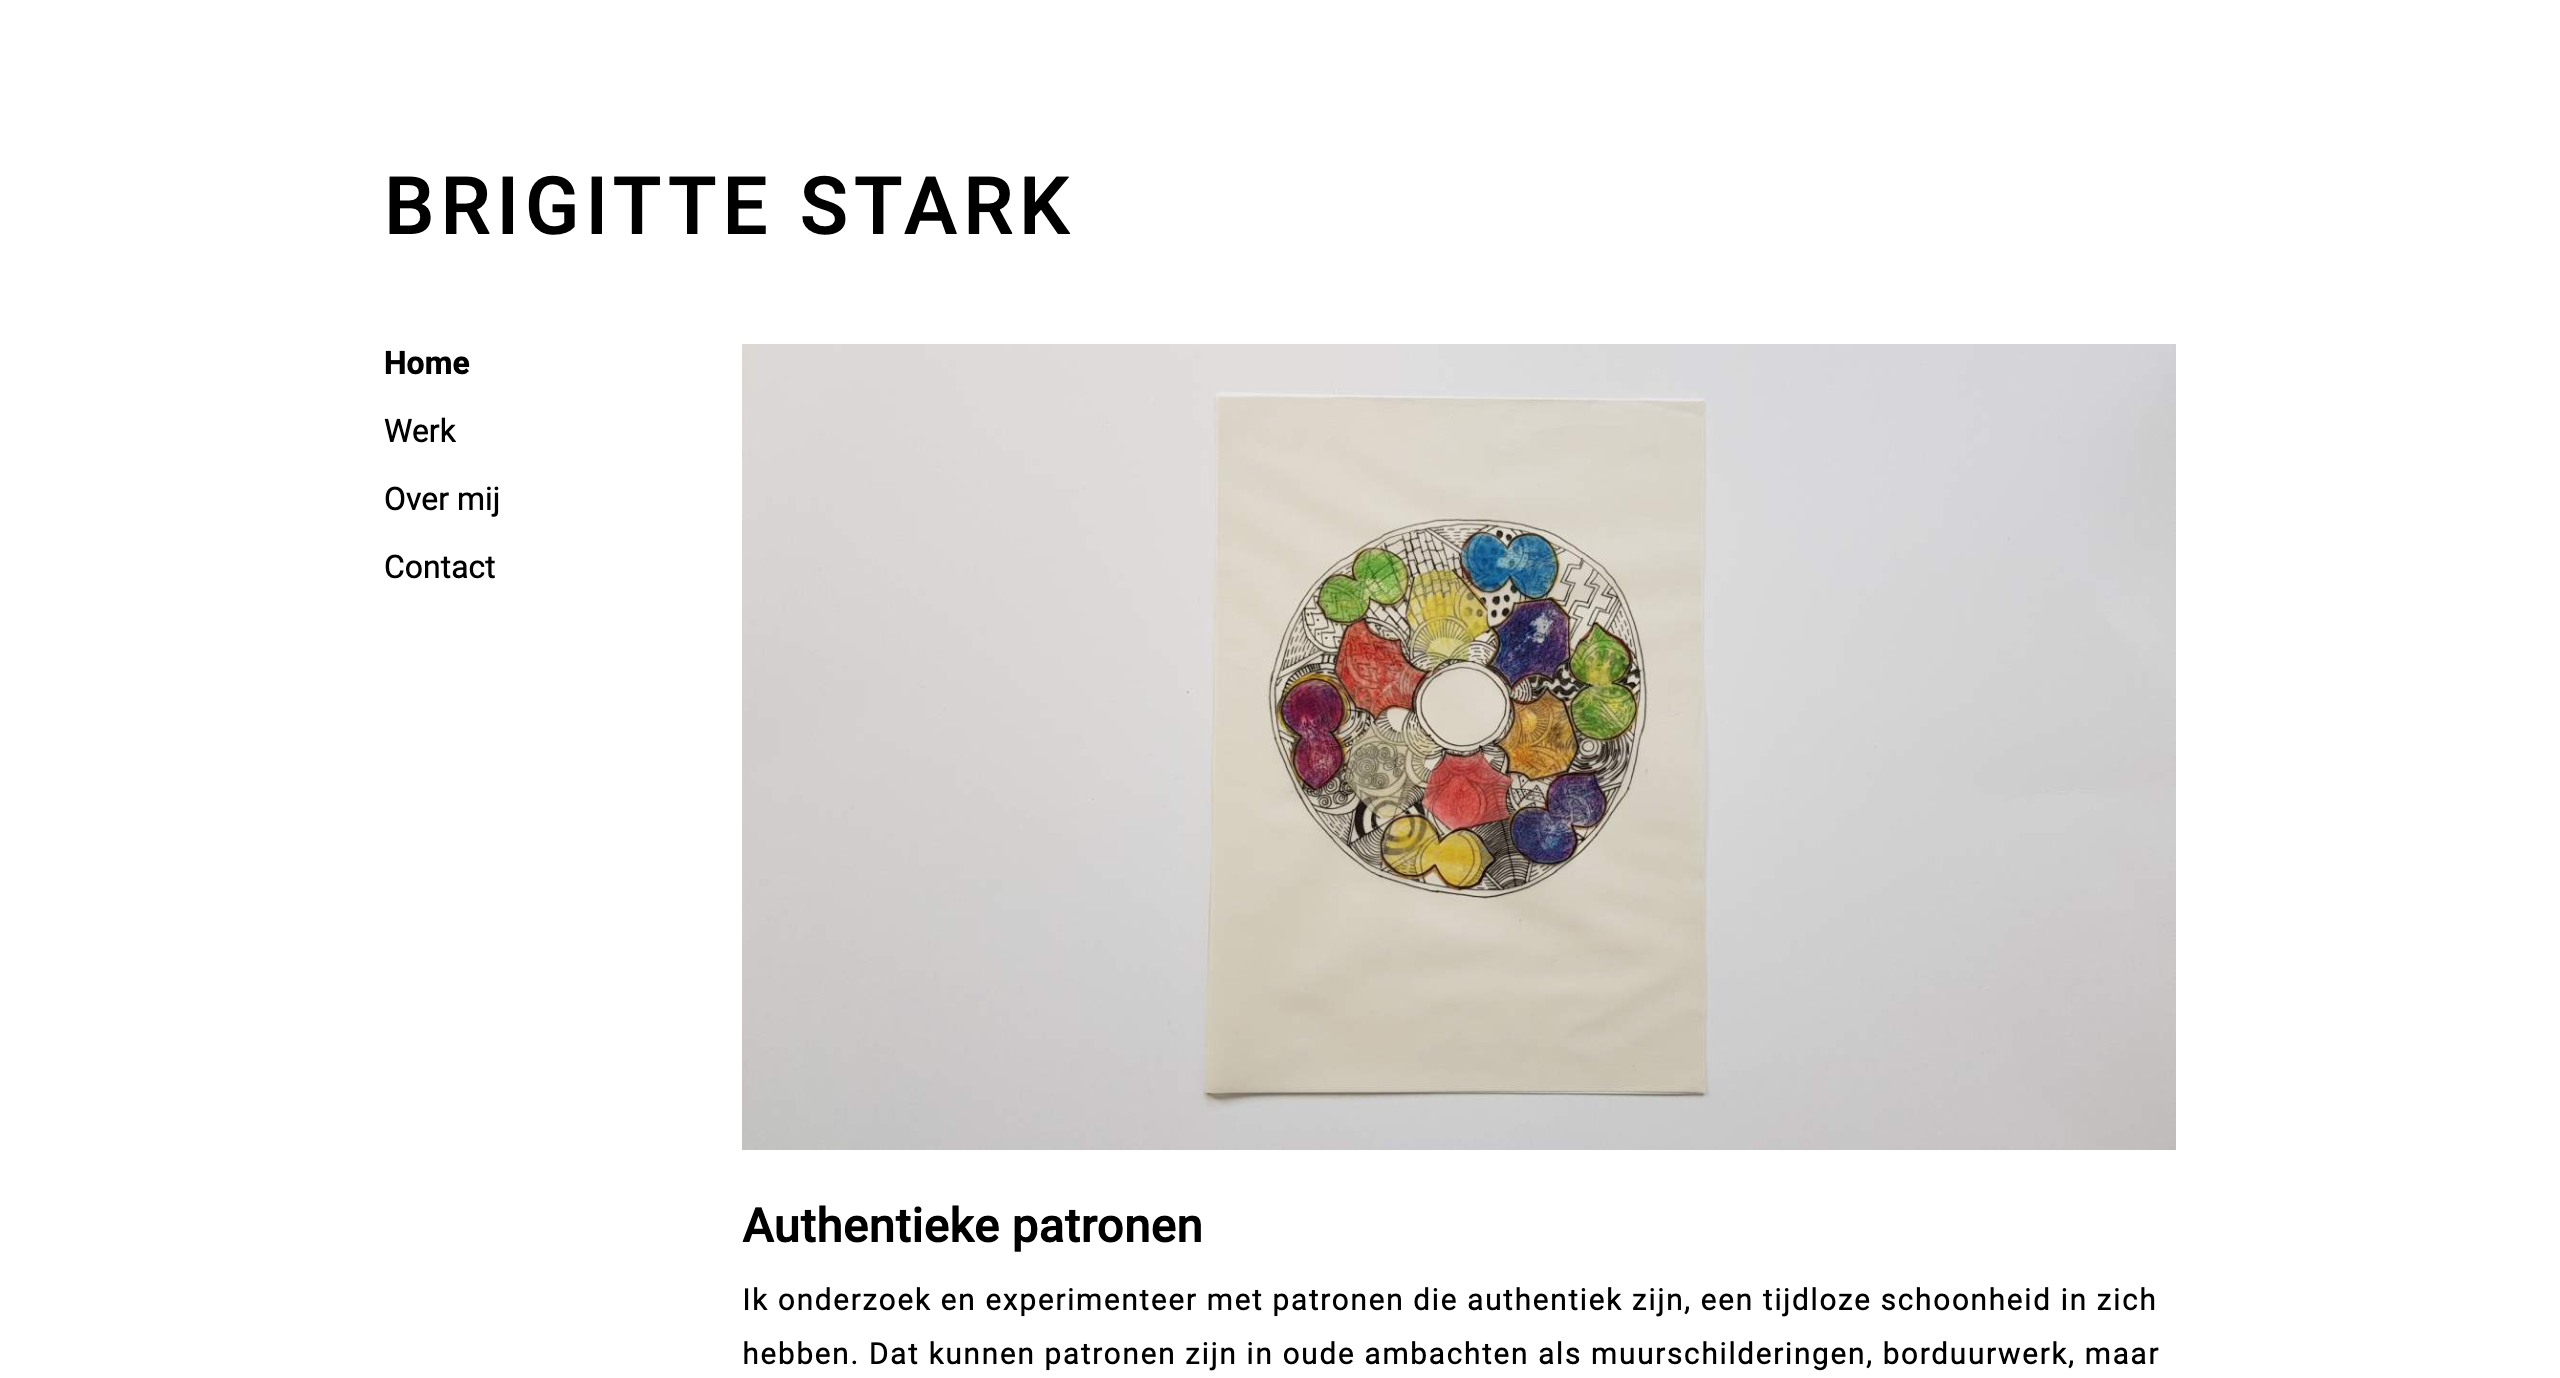 BRIGITTE STARK
Home
Werk
Over mij
Contact
Authentieke patronen
Ik onderzoek en experimenteer met patronen die authentiek zijn, een tijdloze schoonheid in zich
hebben. Dat kunnen patronen zijn in oude ambachten als muurschilderingen, borduurwerk, maar